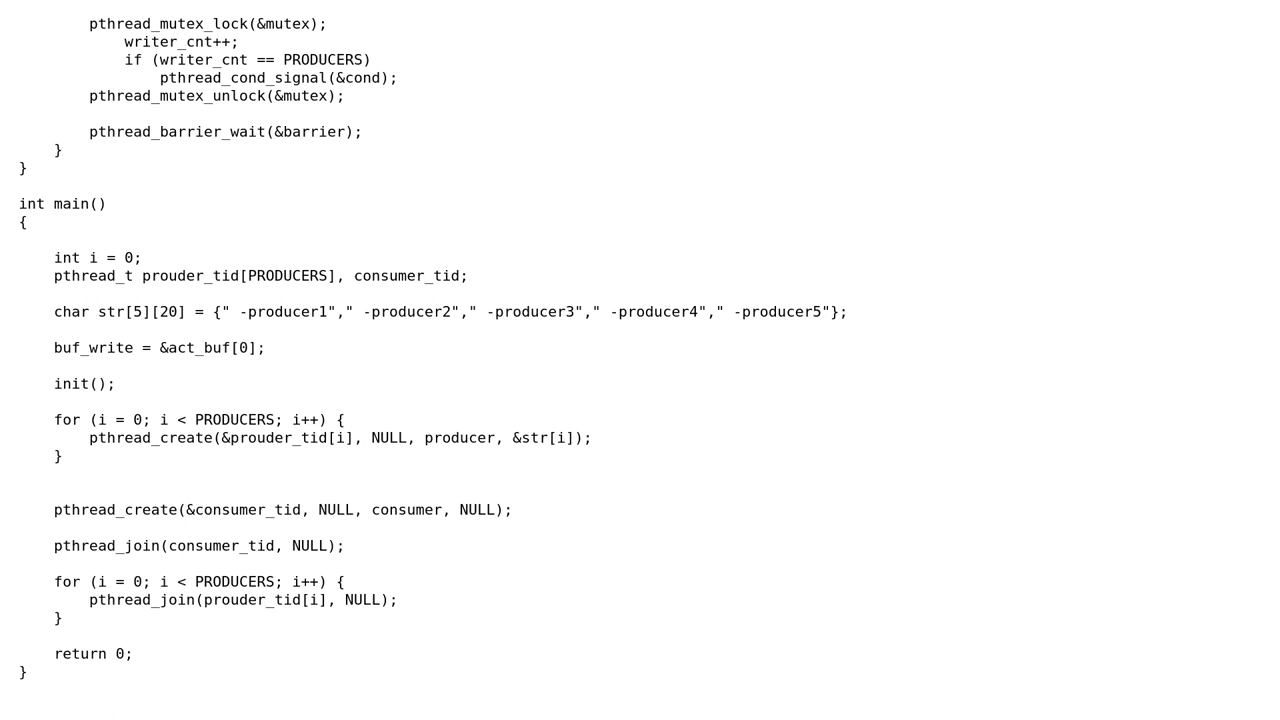 pthread_mutex_lock(&mutex);
            writer_cnt++;
            if (writer_cnt == PRODUCERS)
                pthread_cond_signal(&cond);
        pthread_mutex_unlock(&mutex);

        pthread_barrier_wait(&barrier);
    }
}

int main()
{

    int i = 0;
    pthread_t prouder_tid[PRODUCERS], consumer_tid;

    char str[5][20] = {" -producer1"," -producer2"," -producer3"," -producer4"," -producer5"};

    buf_write = &act_buf[0];

    init();

    for (i = 0; i < PRODUCERS; i++) {
        pthread_create(&prouder_tid[i], NULL, producer, &str[i]);
    }


    pthread_create(&consumer_tid, NULL, consumer, NULL);

    pthread_join(consumer_tid, NULL);

    for (i = 0; i < PRODUCERS; i++) {
        pthread_join(prouder_tid[i], NULL);
    }

    return 0;
}